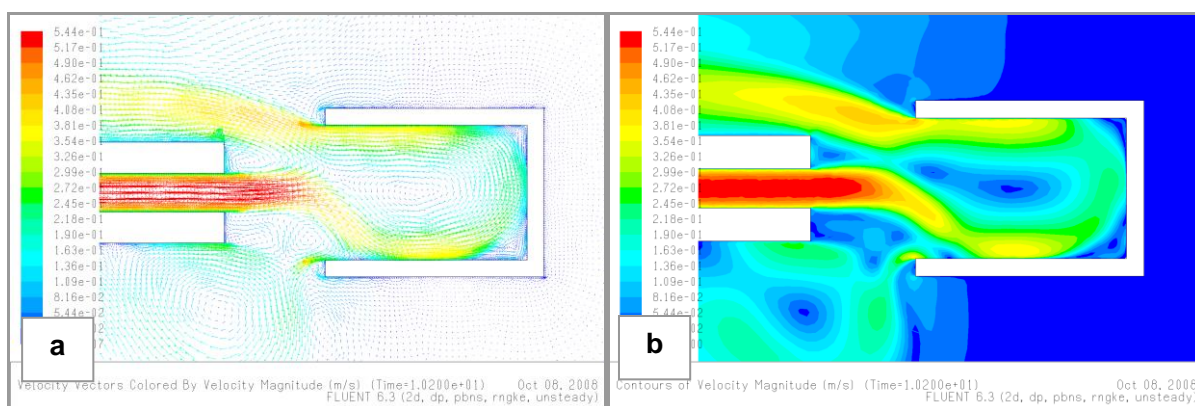 5.44e-01
5.17e-01
4.90e-01
4.62e-01
4.35e-01
4.08e-01
3.81e-01
3.54e-01
3.26e-01
2.99e-01
2.72e-01
2.45e-01
2.18e-01
1.90e-01
1.63e-01
1.36e-01
1.09e-01
8.16e-02
5.44e-02
a
Velocity Vectors Colored By Velocity Magnitude (m/s) (Time=1.0200e+01)
Oct 08, 2008
FLUENT 6.3 (2d, dp, pbns, rngke, unsteady)
5.44e-01
5.17e-01
4.90e-01
4.62e-01
4.35e-01
4.08e-01
3.81e-01
3.54e-01
3.26e-01
2.99e-01
2.72e-01
2.45e-01
2.18e-01
1.90e-01
1.63e-01
1.36e-01
1.09e-01
8.16e-02
5.44e-02
b
Contours of Velocity Magnitude (m/s) (Time=1.0200e+01)
Oct 08, 2008
FLUENT 6.3 (2d, dp, pbns, rngke, unsteady)